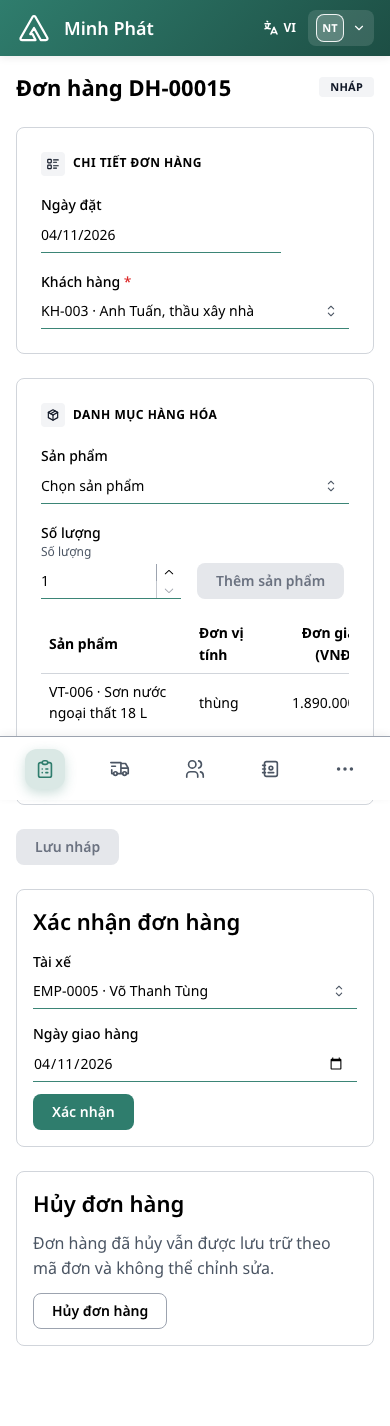 Minh Phát
VI
NT
Đơn hàng DH-00015
NHÁP
CHI TIẾT ĐƠN HÀNG
Ngày đặt
04/11/2026
Khách hàng *
KH-003 · Anh Tuấn, thầu xây nhà
DANH MỤC HÀNG HÓA
Sản phẩm
Chọn sản phẩm
Số lượng
Số lượng
1
Thêm sản phẩm
Sản phẩm
Đơn vị
tính
Đơn giá
(VNĐ
VT-006 · Sơn nước
ngoại thất 18 L
thùng
1.890.000
Lưu nháp
Xác nhận đơn hàng
Tài xế
EMP-0005 · Võ Thanh Tùng
Ngày giao hàng
04/11/2026
Xác nhận
Hủy đơn hàng
Đơn hàng đã hủy vẫn được lưu trữ theo
mã đơn và không thể chỉnh sửa.
Hủy đơn hàng